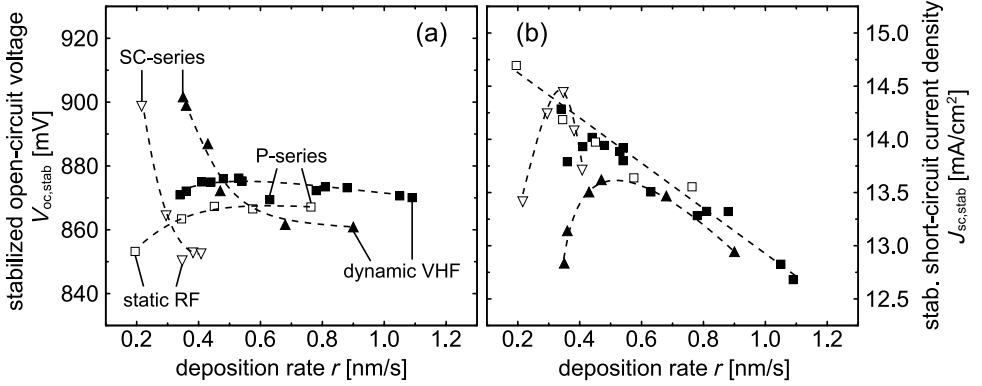 stabilized open-circuit voltage
V_oc,stab [mV]
920
900
880
860
840
(a)
SC-series
P-series
dynamic VHF
static RF
0.2 0.4 0.6 0.8 1.0 1.2
deposition rate r [nm/s]
(b)
0.2 0.4 0.6 0.8 1.0 1.2
deposition rate r [nm/s]
15.0
14.5
14.0
13.5
13.0
12.5
stab. short-circuit current density
J_sc,stab [mA/cm²]